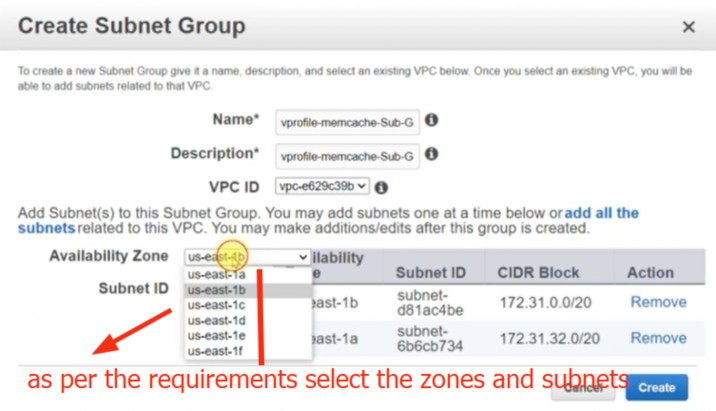 Create Subnet Group ×
To create a new Subnet Group give it a name, description, and select an existing VPC below. Once you select an existing VPC, you will be
able to add subnets related to that VPC.
Name* vprofile-memcache-Sub-G
Description* vprofile-memcache-Sub-G
VPC ID vpc-e629c39b
Add Subnet(s) to this Subnet Group. You may add subnets one at a time below or add all the
subnets related to this VPC. You may make additions/edits after this group is created.
Availability Zone us-east-1b
Subnet ID
us-east-1a
us-east-1b
us-east-1c
us-east-1d
us-east-1e
us-east-1f
ilability Subnet ID CIDR Block Action
east-1b subnet-
d81ac4be 172.31.0.0/20 Remove
east-1a subnet-
6b6cb734 172.31.32.0/20 Remove
as per the requirements select the zones and subnets
Cancel Create